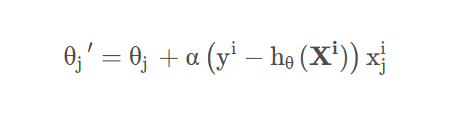 θⱼ′ = θⱼ + α (yⁱ − h_θ (𝐗ⁱ)) xⱼⁱ